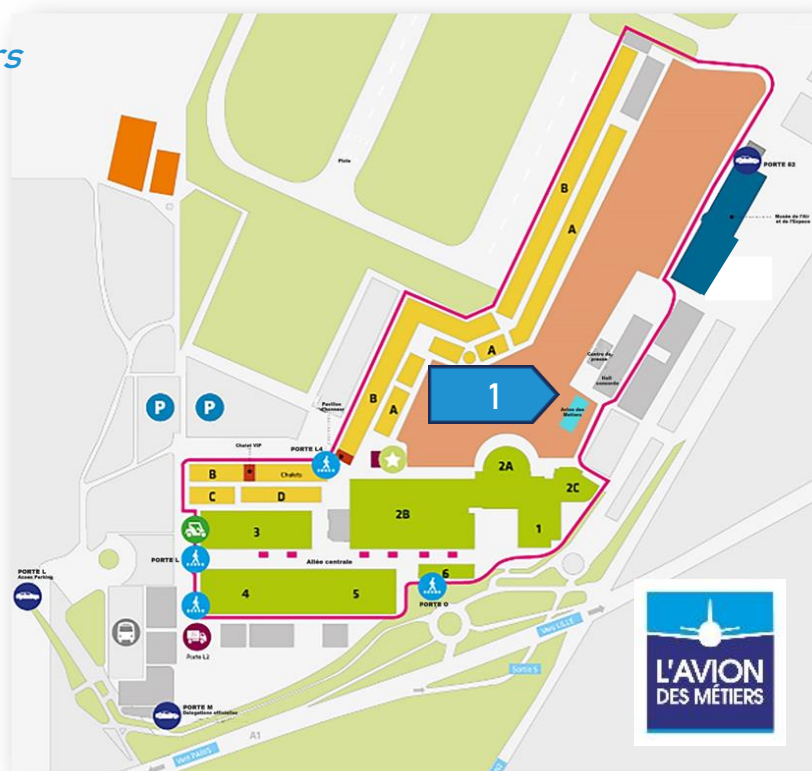 rs
Piste
B
A
PORTE S2
Musée de l'Air
et de l'Espace
A
Centre de
presse
Hall
concorde
1
Avion des
Métiers
B
A
Pavillon
d'honneur
P
P
Chalet VIP
PORTE L4
B
Chalets
C
D
2A
2C
2B
1
3
Allée centrale
6
PORTE L
PORTE L
Acces Parking
4
5
PORTE O
Porte L2
Vers LILLE
Sortie 5
PORTE M
Délégations officielles
A1
Vers PARIS
L'AVION
DES MÉTIERS